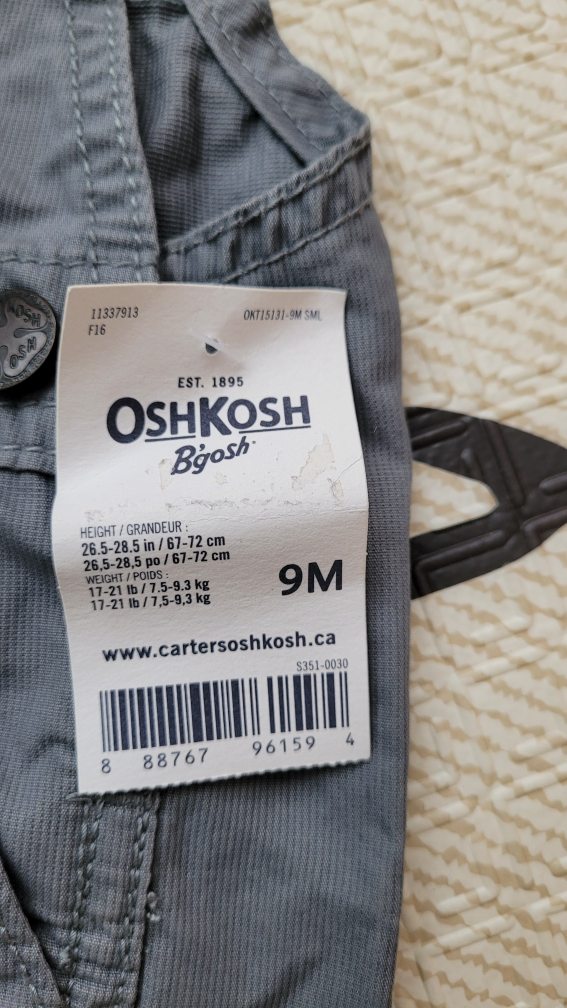 11337913
F16
OKT15131-9M SML
EST. 1895
OSHKOSH
B'gosh
HEIGHT / GRANDEUR :
26.5-28.5 in / 67-72 cm
26,5-28,5 po / 67-72 cm
WEIGHT / POIDS :
17-21 lb / 7.5-9.3 kg
17-21 lb / 7,5-9,3 kg
9M
www.cartersoshkosh.ca
S351-0030
8 88767 96159 4